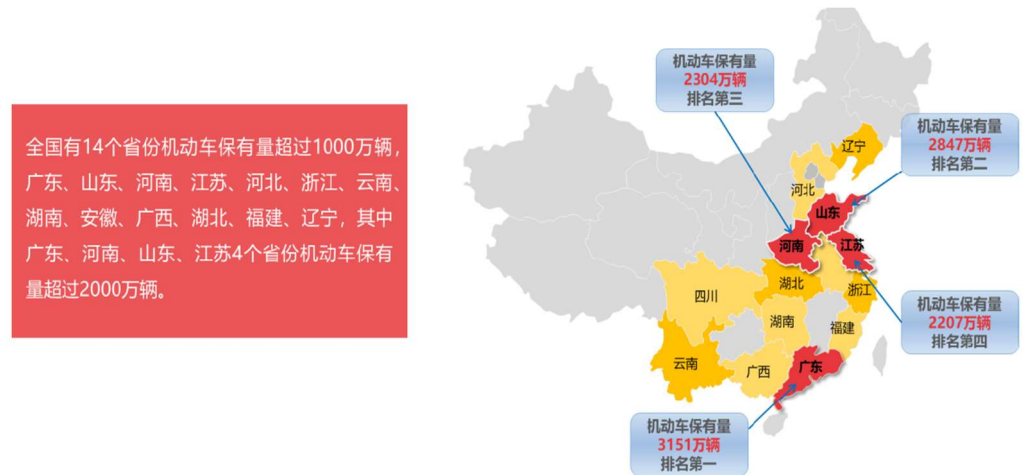 全国有14个省份机动车保有量超过1000万辆，
广东、山东、河南、江苏、河北、浙江、云南、
湖南、安徽、广西、湖北、福建、辽宁，其中
广东、河南、山东、江苏4个省份机动车保有
量超过2000万辆。
机动车保有量
2304万辆
排名第三
机动车保有量
2847万辆
排名第二
辽宁
河北
山东
河南
江苏
湖北
浙江
四川
湖南
福建
云南
广西
广东
机动车保有量
2207万辆
排名第四
机动车保有量
3151万辆
排名第一